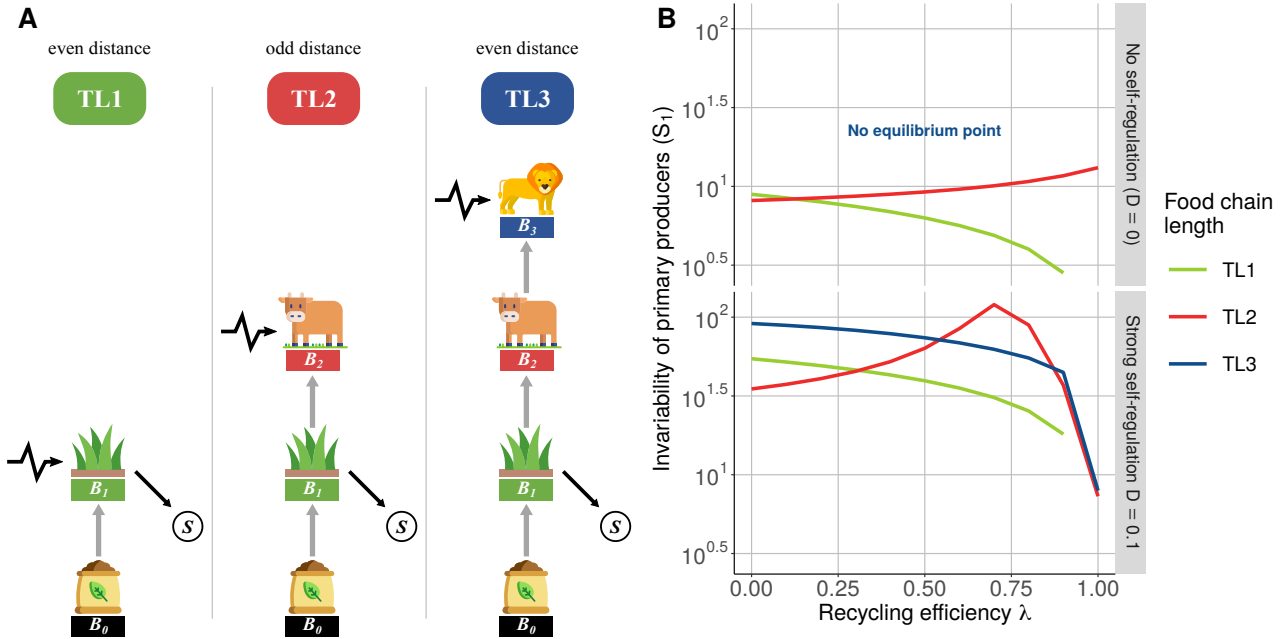 A
even distance
odd distance
even distance
TL1
TL2
TL3
B3
B2
B2
B1
B1
B1
S
S
S
B0
B0
B0
B
Invariability of primary producers (S1)
10^2
10^1.5
10^1
10^0.5
No equilibrium point
No self-regulation (D = 0)
10^2
10^1.5
10^1
10^0.5
Strong self-regulation D = 0.1
0.00
0.25
0.50
0.75
1.00
Recycling efficiency λ
Food chain
length
TL1
TL2
TL3